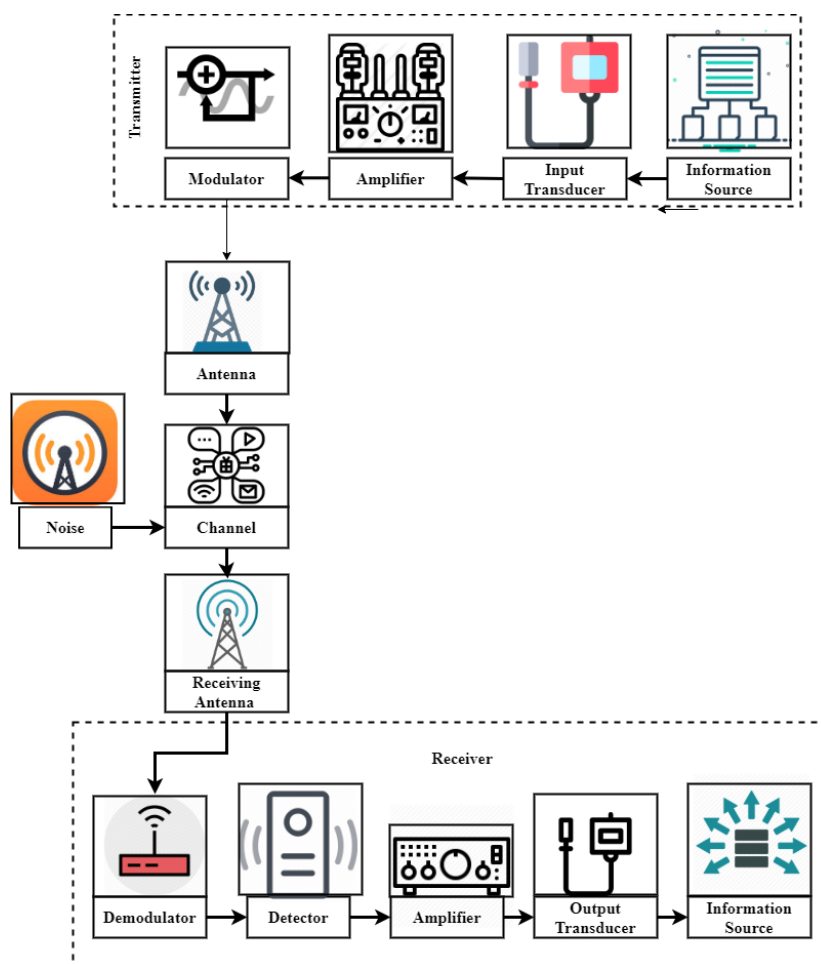 Transmitter
Modulator
Amplifier
Input
Transducer
Information
Source
Antenna
Noise
Channel
Receiving
Antenna
Receiver
Demodulator
Detector
Amplifier
Output
Transducer
Information
Source